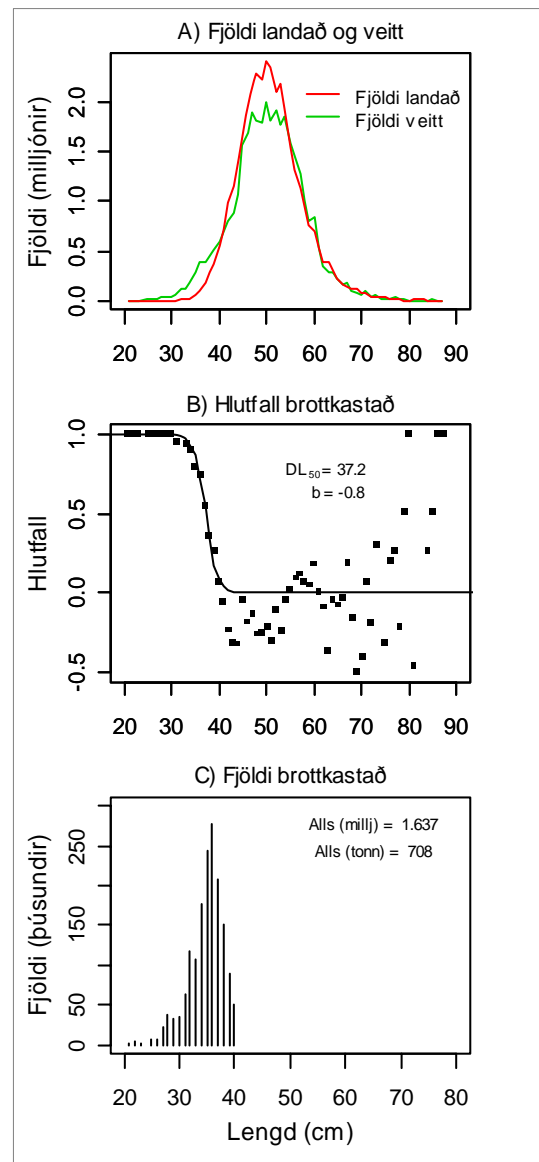 A) Fjöldi landað og veitt
Fjöldi (milljónir)
0.0 0.5 1.0 1.5 2.0
Fjöldi landað
Fjöldi veitt
20 30 40 50 60 70 80 90
B) Hlutfall brottkastað
Hlutfall
-0.5 0.0 0.5 1.0
DL50= 37.2
b = -0.8
20 30 40 50 60 70 80 90
C) Fjöldi brottkastað
Fjöldi (þúsundir)
0 50 150 250
Alls (millj) = 1.637
Alls (tonn) = 708
20 30 40 50 60 70 80
Lengd (cm)